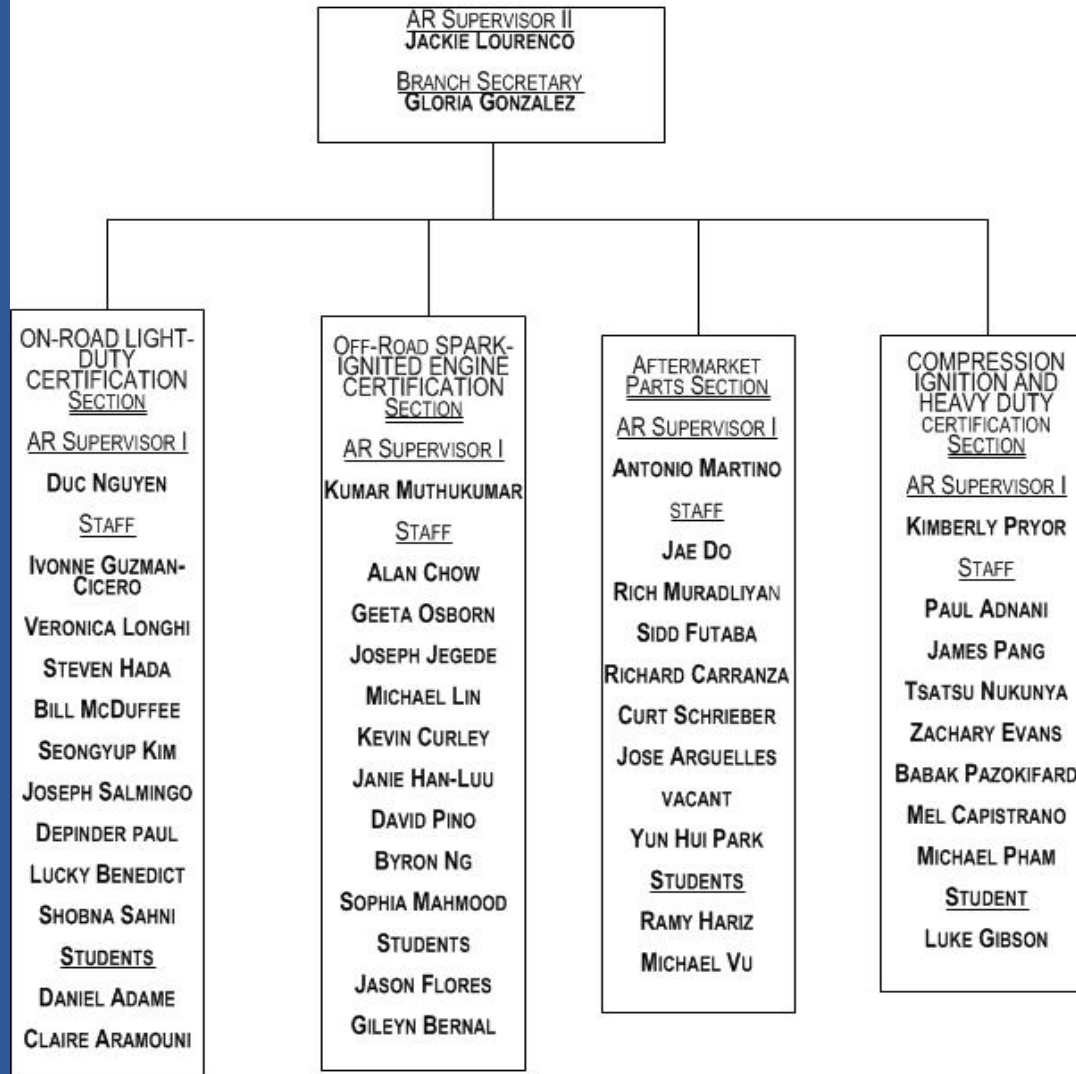 AR SUPERVISOR II
JACKIE LOURENCO
BRANCH SECRETARY
GLORIA GONZALEZ
ON-ROAD LIGHT-
DUTY
CERTIFICATION
SECTION
AR SUPERVISOR I
DUC NGUYEN
STAFF
IVONNE GUZMAN-
CICERO
VERONICA LONGHI
STEVEN HADA
BILL MCDUFFEE
SEONGYUP KIM
JOSEPH SALMINGO
DEPINDER PAUL
LUCKY BENEDICT
SHOBNA SAHNI
STUDENTS
DANIEL ADAME
CLAIRE ARAMOUNI
OFF-ROAD SPARK-
IGNITED ENGINE
CERTIFICATION
SECTION
AR SUPERVISOR I
KUMAR MUTHUKUMAR
STAFF
ALAN CHOW
GEETA OSBORN
JOSEPH JEGEDE
MICHAEL LIN
KEVIN CURLEY
JANIE HAN-LUU
DAVID PINO
BYRON NG
SOPHIA MAHMOOD
STUDENTS
JASON FLORES
GILEYN BERNAL
AFTERMARKET
PARTS SECTION
AR SUPERVISOR I
ANTONIO MARTINO
STAFF
JAE DO
RICH MURADLIYAN
SIDD FUTABA
RICHARD CARRANZA
CURT SCHRIEBER
JOSE ARGUELLES
VACANT
YUN HUI PARK
STUDENTS
RAMY HARIZ
MICHAEL VU
COMPRESSION
IGNITION AND
HEAVY DUTY
CERTIFICATION
SECTION
AR SUPERVISOR I
KIMBERLY PRYOR
STAFF
PAUL ADNANI
JAMES PANG
TSATSU NUKUNYA
ZACHARY EVANS
BABAK PAZOKIFARD
MEL CAPISTRANO
MICHAEL PHAM
STUDENT
LUKE GIBSON